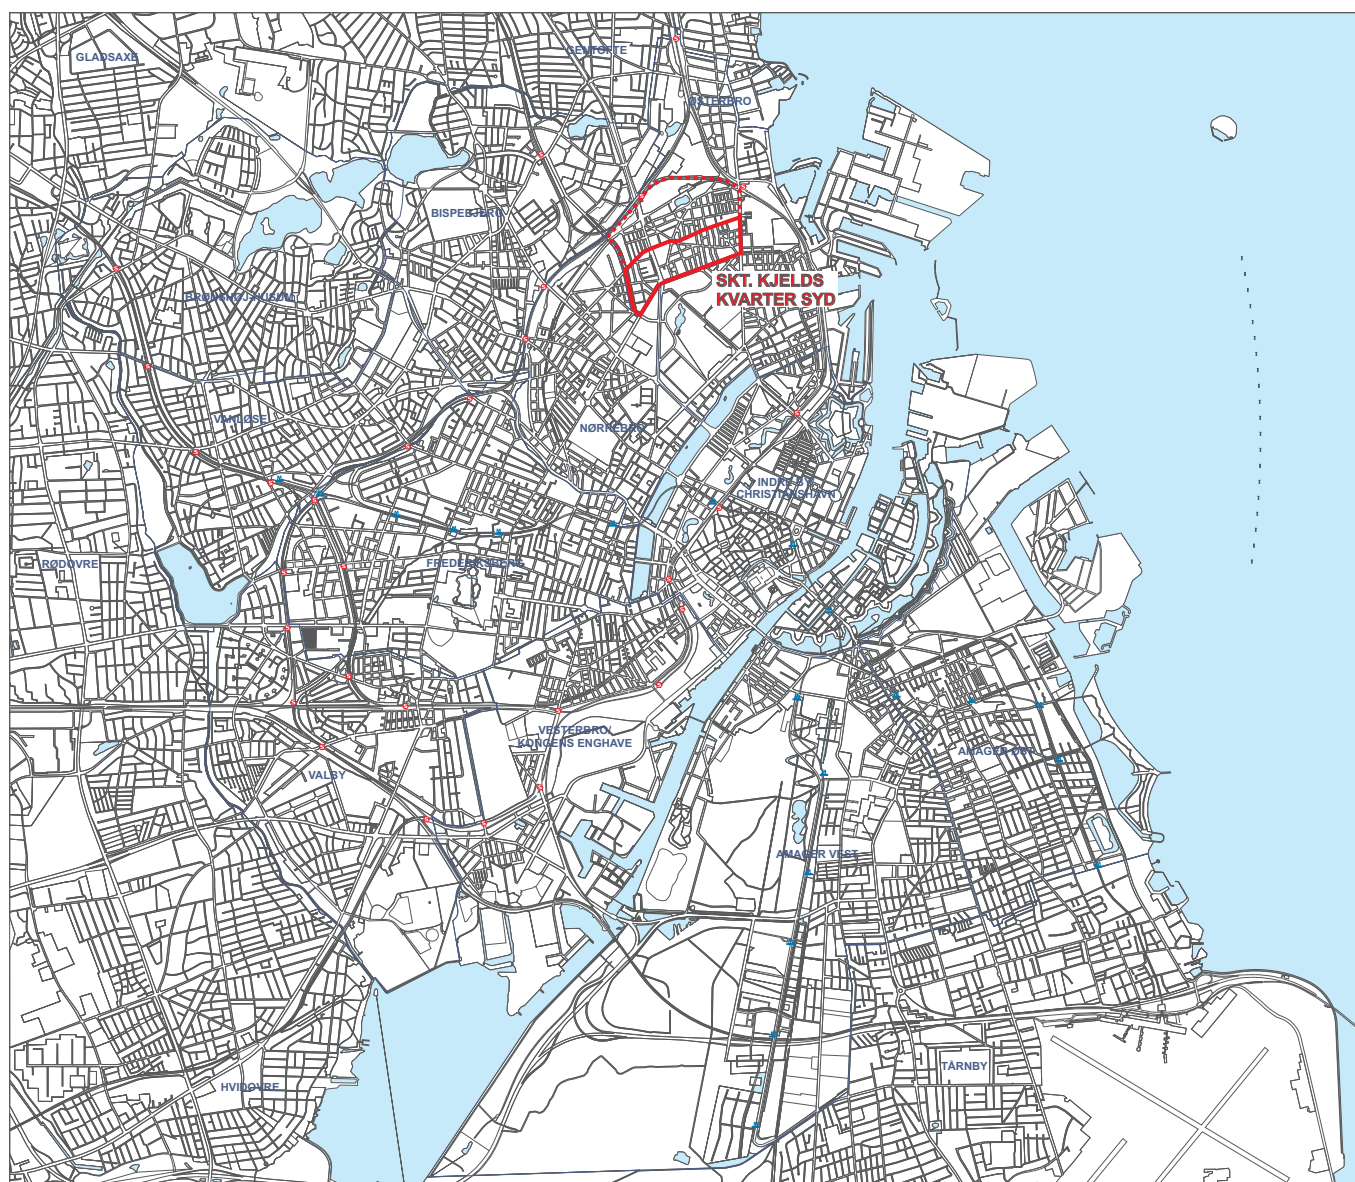 GLADSAXE
GENTOFTE
ØSTERBRO
BISPEBJERG
SKT. KJELDS
KVARTER SYD
BRØNSHØJ-HUSUM
VANLØSE
NØRREBRO
INDRE BY/
CHRISTIANSHAVN
RØDOVRE
FREDERIKSBERG
VESTERBRO/
KONGENS ENGHAVE
AMAGER ØST
VALBY
AMAGER VEST
TÅRNBY
HVIDOVRE